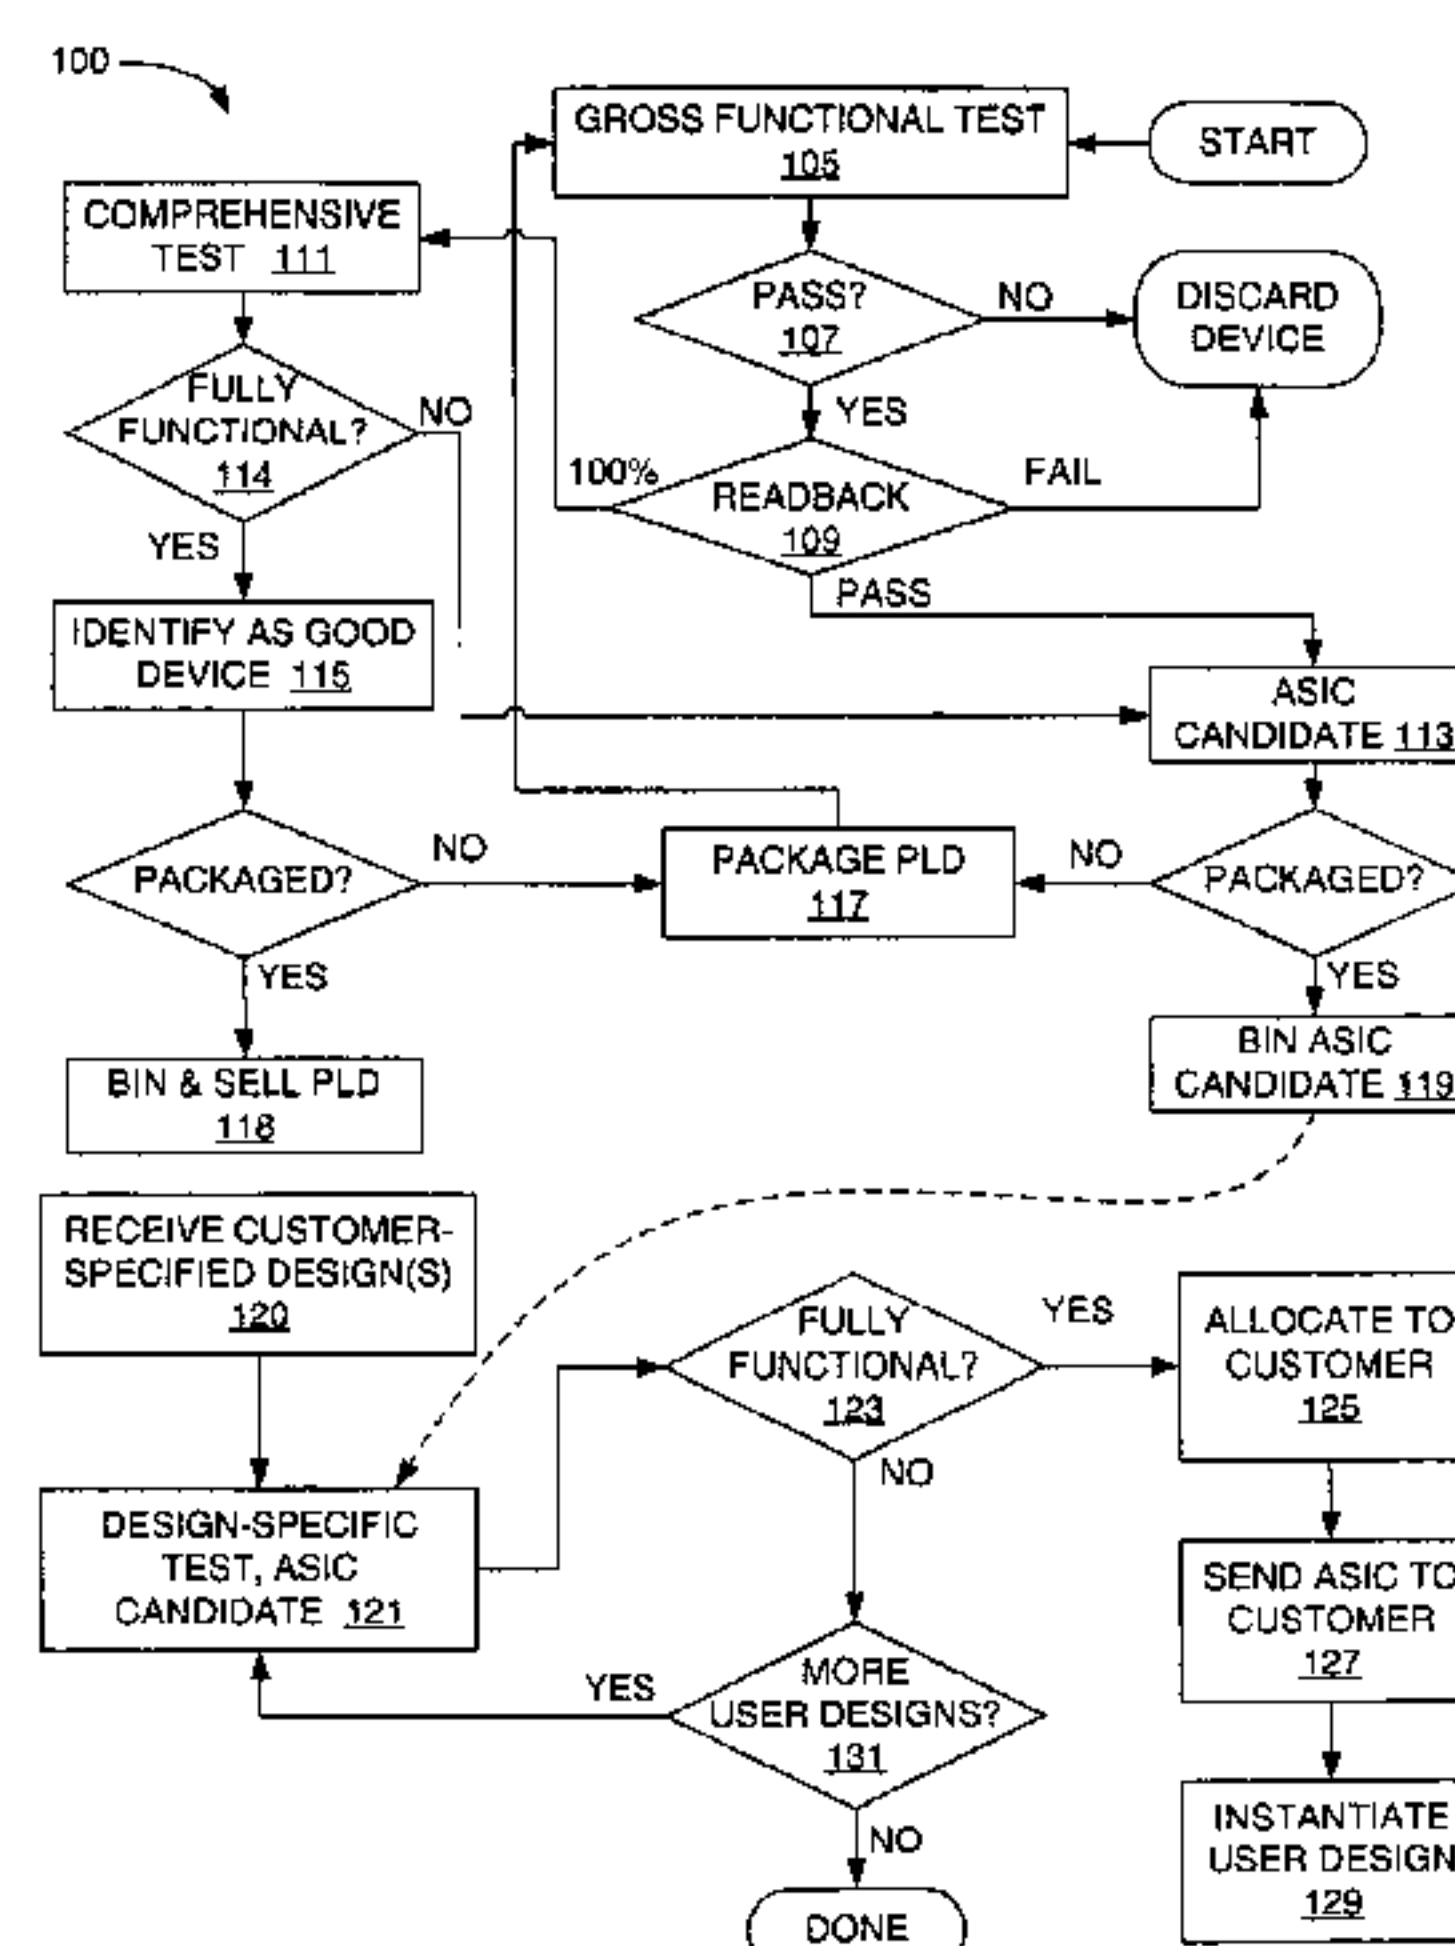 100
GROSS FUNCTIONAL TEST
105
START
COMPREHENSIVE
TEST 111
PASS?
107
NO
DISCARD
DEVICE
YES
FULLY
FUNCTIONAL?
114
NO
YES
100%
READBACK
109
FAIL
PASS
IDENTIFY AS GOOD
DEVICE 115
ASIC
CANDIDATE 113
PACKAGED?
NO
PACKAGE PLD
117
NO
PACKAGED?
YES
YES
BIN & SELL PLD
118
BIN ASIC
CANDIDATE 119
RECEIVE CUSTOMER-
SPECIFIED DESIGN(S)
120
FULLY
FUNCTIONAL?
123
YES
NO
ALLOCATE TO
CUSTOMER
125
DESIGN-SPECIFIC
TEST, ASIC
CANDIDATE 121
SEND ASIC TO
CUSTOMER
127
YES
MORE
USER DESIGNS?
131
NO
INSTANTIATE
USER DESIGN
129
DONE